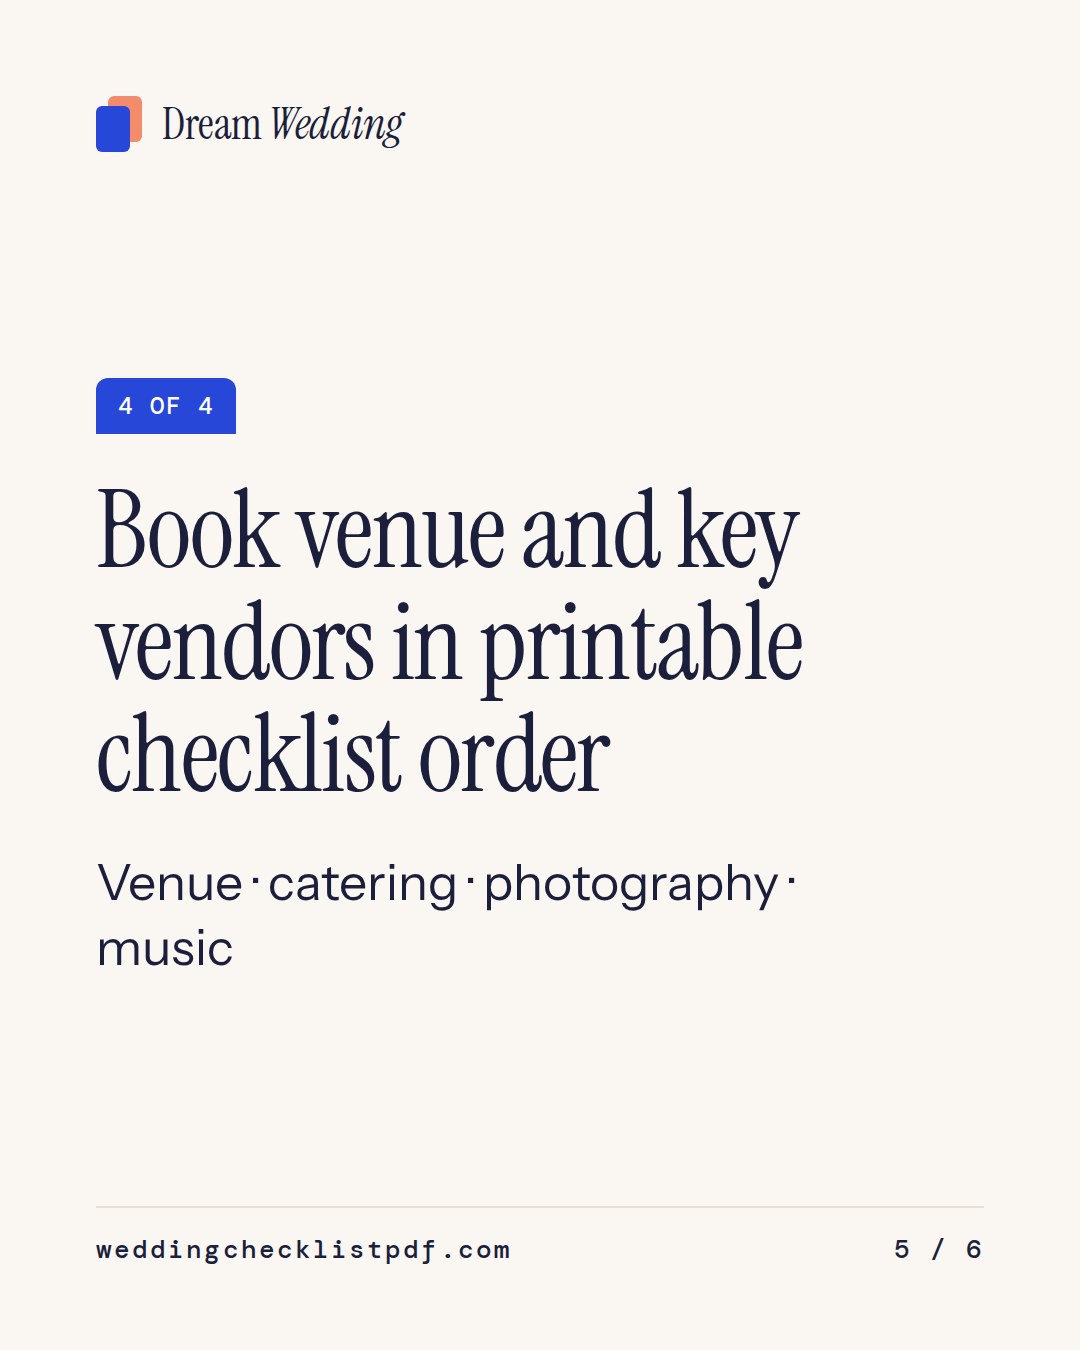 Dream Wedding
4 OF 4
Book venue and key
vendors in printable
checklist order
Venue · catering · photography ·
music
weddingchecklistpdf.com
5 / 6